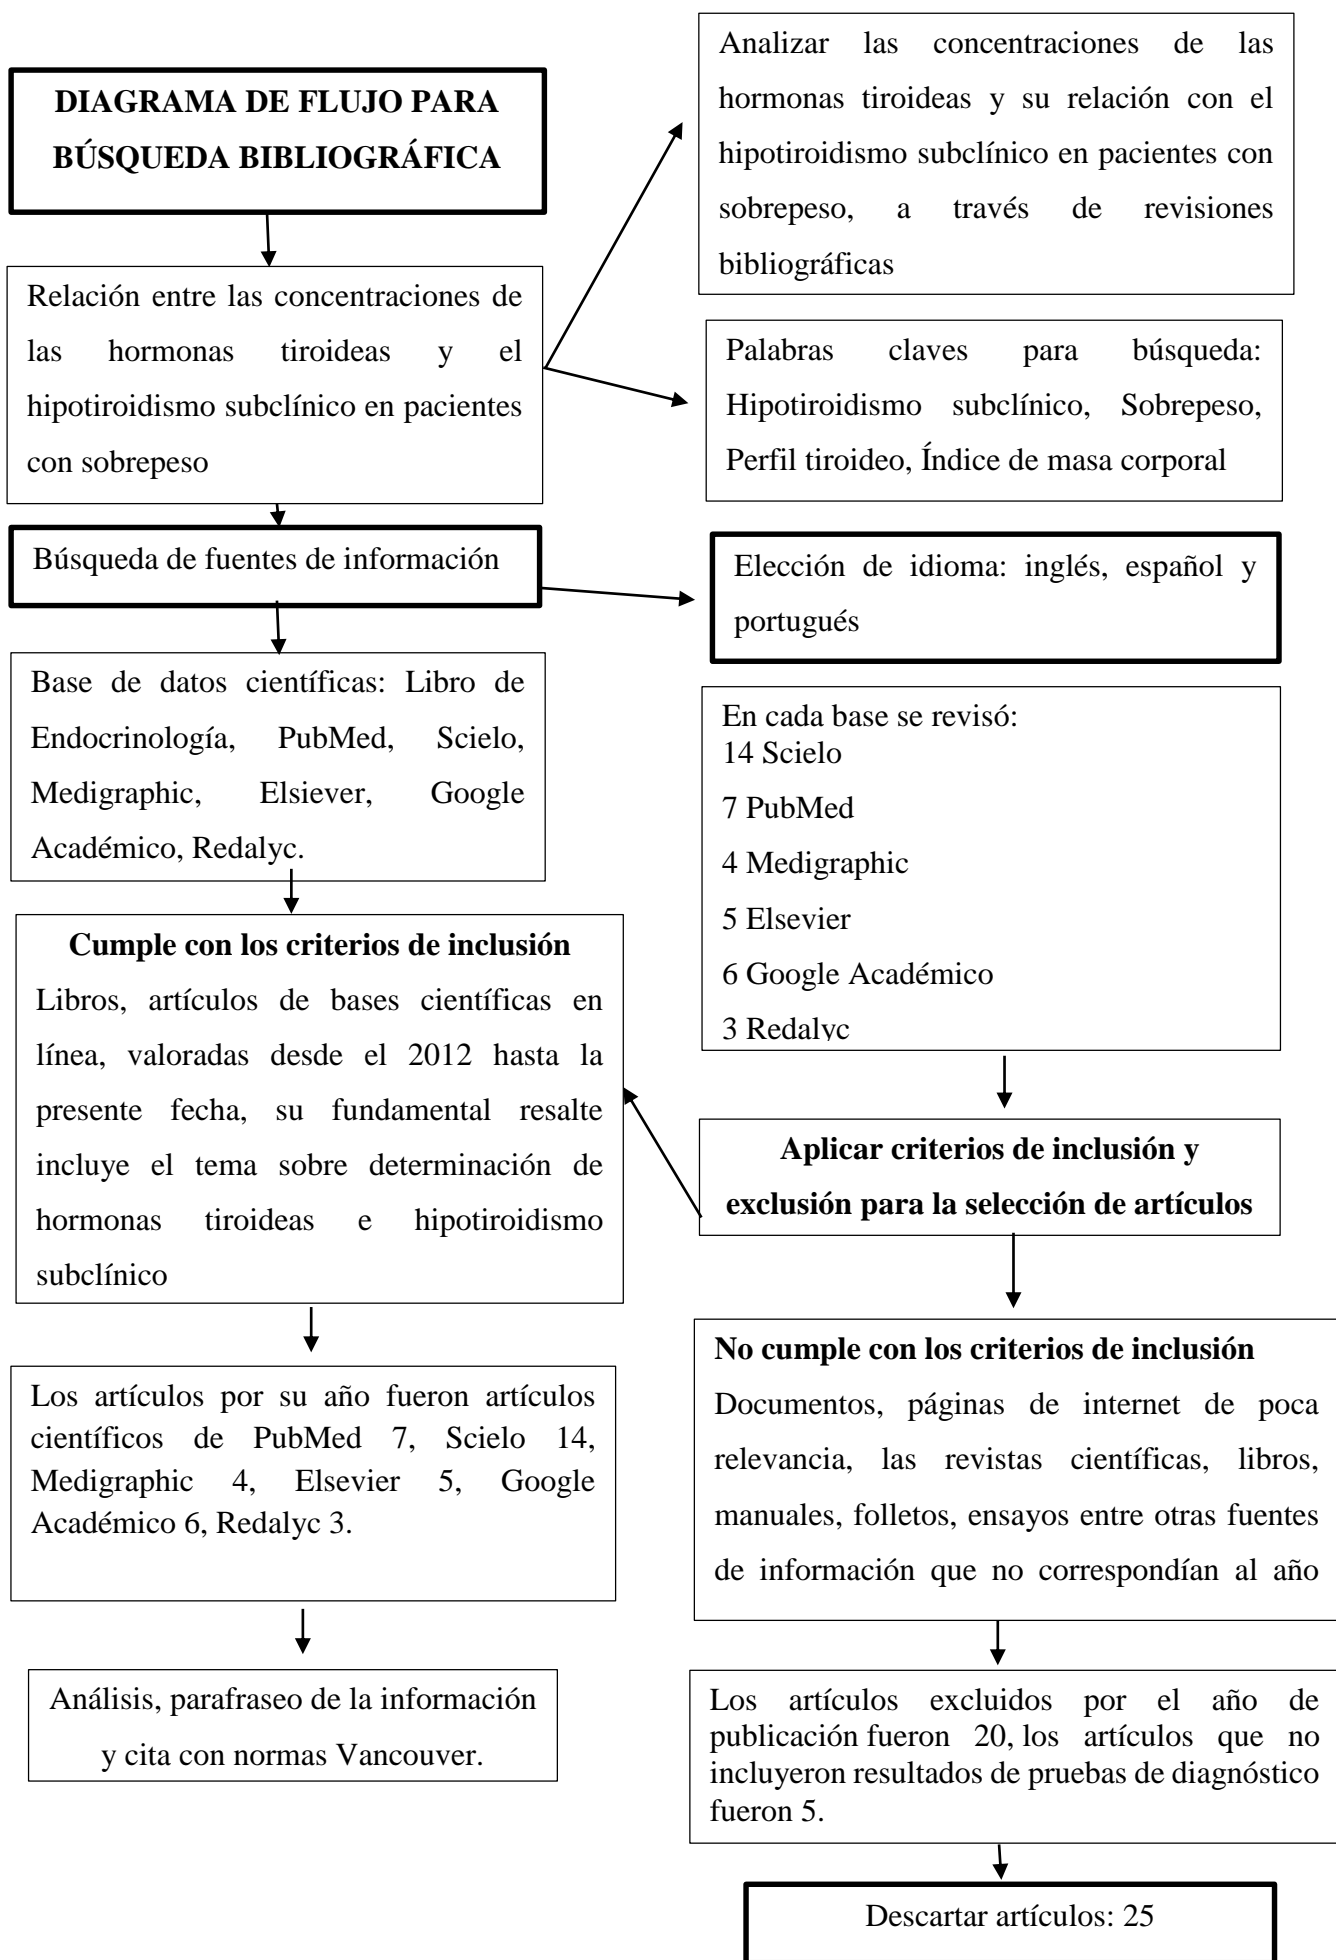 DIAGRAMA DE FLUJO PARA
BÚSQUEDA BIBLIOGRÁFICA
Analizar las concentraciones de las
hormonas tiroideas y su relación con el
hipotiroidismo subclínico en pacientes con
sobrepeso, a través de revisiones
bibliográficas
Relación entre las concentraciones de
las hormonas tiroideas y el
hipotiroidismo subclínico en pacientes
con sobrepeso
Palabras claves para búsqueda:
Hipotiroidismo subclínico, Sobrepeso,
Perfil tiroideo, Índice de masa corporal
Búsqueda de fuentes de información
Elección de idioma: inglés, español y
portugués
Base de datos científicas: Libro de
Endocrinología, PubMed, Scielo,
Medigraphic, Elsiever, Google
Académico, Redalyc.
En cada base se revisó:
14 Scielo
7 PubMed
4 Medigraphic
5 Elsevier
6 Google Académico
3 Redalyc
Cumple con los criterios de inclusión
Libros, artículos de bases científicas en
línea, valoradas desde el 2012 hasta la
presente fecha, su fundamental resalte
incluye el tema sobre determinación de
hormonas tiroideas e hipotiroidismo
subclínico
Aplicar criterios de inclusión y
exclusión para la selección de artículos
No cumple con los criterios de inclusión
Documentos, páginas de internet de poca
relevancia, las revistas científicas, libros,
manuales, folletos, ensayos entre otras fuentes
de información que no correspondían al año
Los artículos por su año fueron artículos
científicos de PubMed 7, Scielo 14,
Medigraphic 4, Elsevier 5, Google
Académico 6, Redalyc 3.
Análisis, parafraseo de la información
y cita con normas Vancouver.
Los artículos excluidos por el año de
publicación fueron 20, los artículos que no
incluyeron resultados de pruebas de diagnóstico
fueron 5.
Descartar artículos: 25